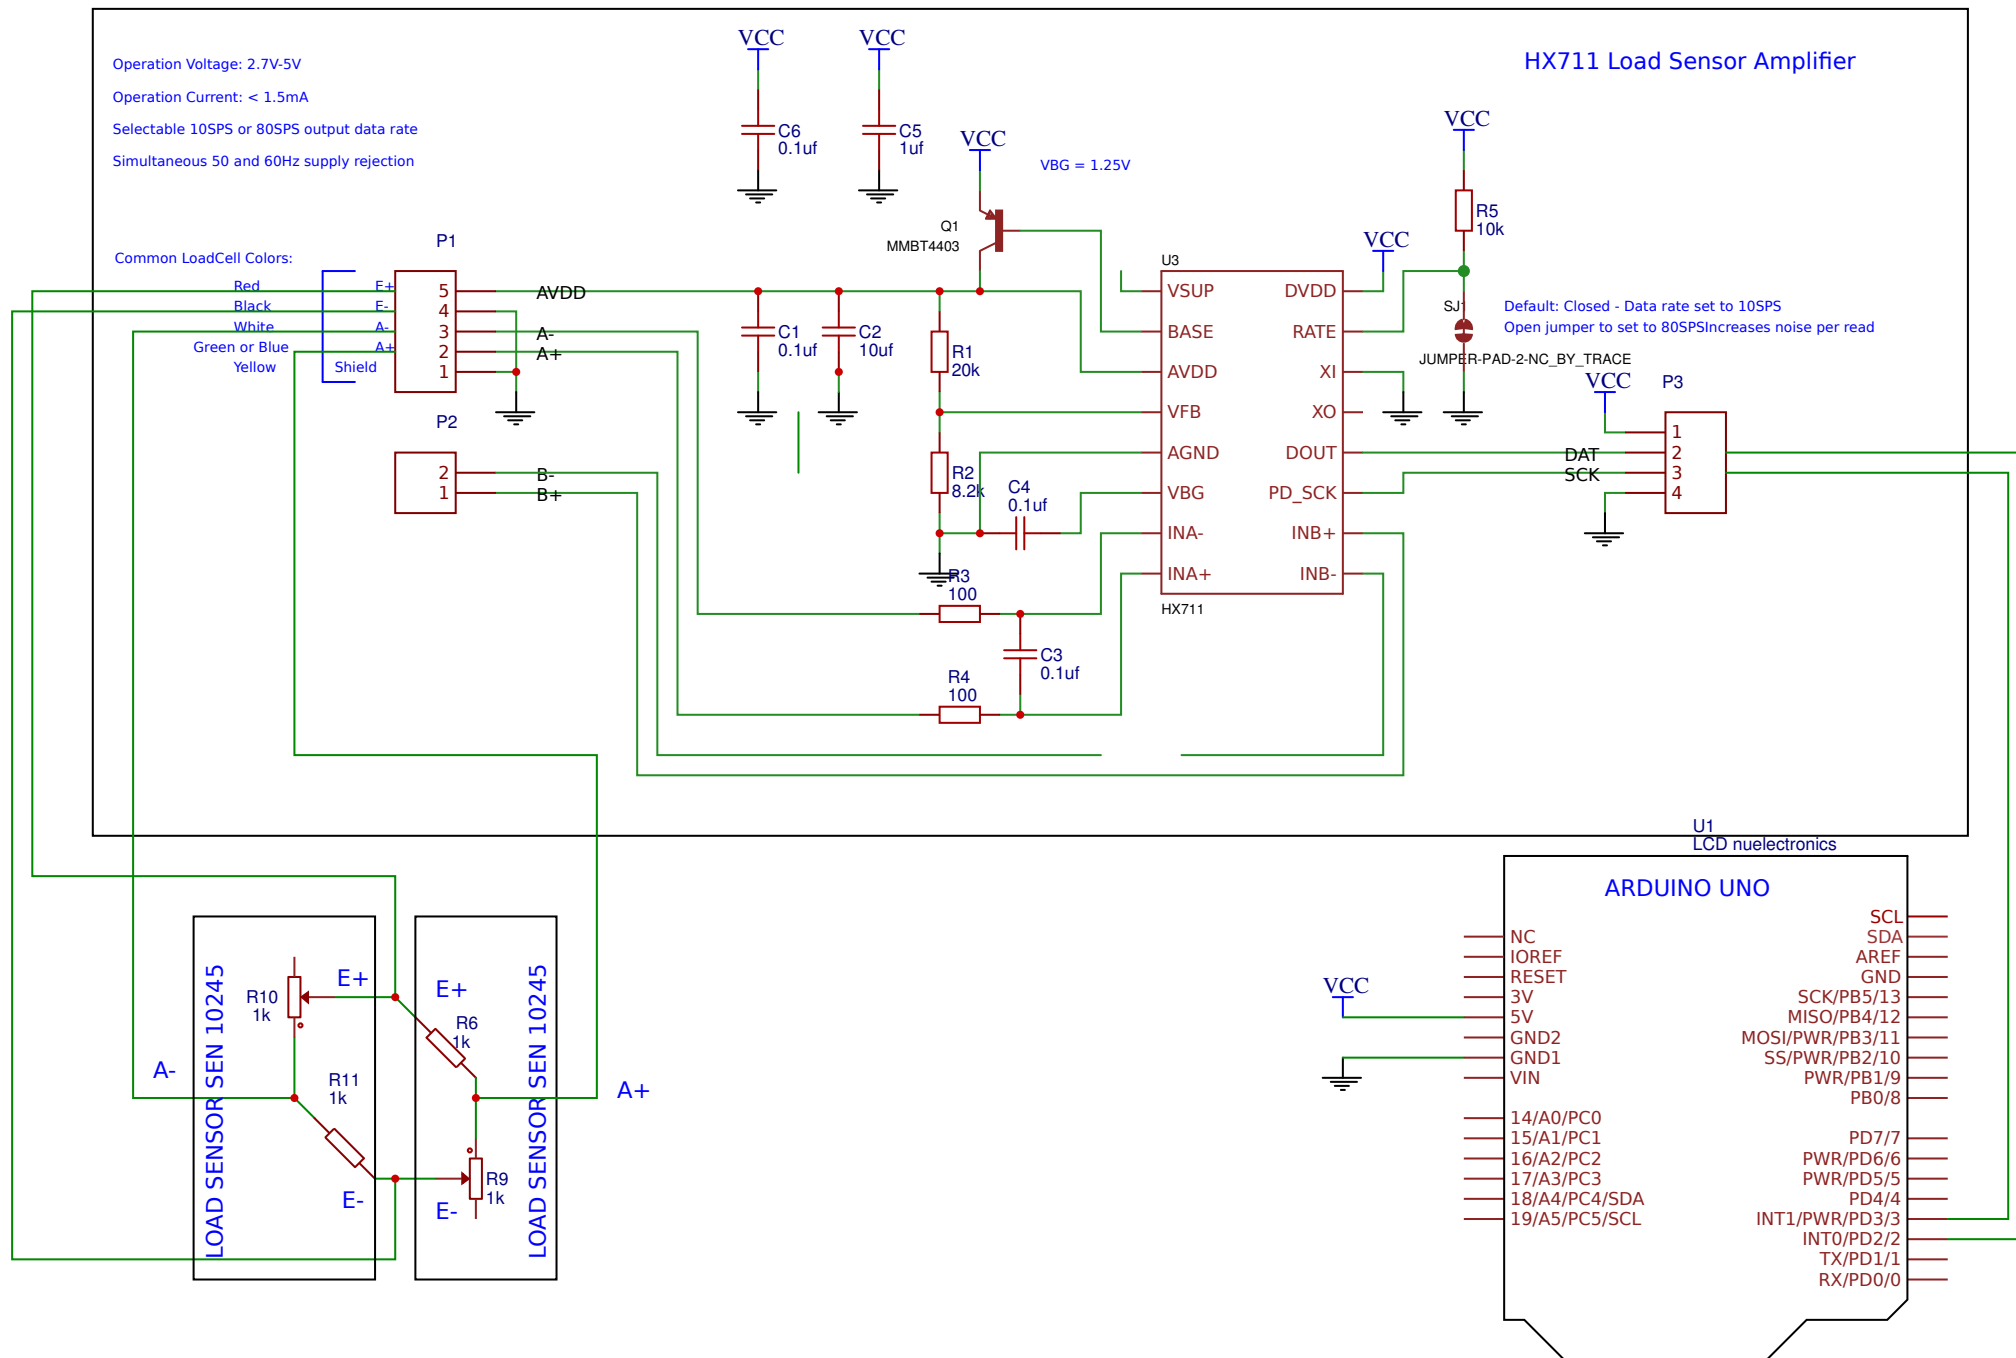 HX711 Load Sensor Amplifier
Operation Voltage: 2.7V-5V
Operation Current: < 1.5mA
Selectable 10SPS or 80SPS output data rate
Simultaneous 50 and 60Hz supply rejection
VCC
C6
0.1uf
VCC
C5
1uf
VCC
VBG = 1.25V
Q1
MMBT4403
VCC
R5
10k
VCC
P1
Common LoadCell Colors:
Red E+
Black E-
White A-
Green or Blue A+
Yellow Shield
5
4
3
2
1
AVDD
A-
A+
P2
2
1
B-
B+
C1
0.1uf
C2
10uf
R1
20k
R2
8.2k
C4
0.1uf
R3
100
R4
100
C3
0.1uf
U3
VSUP
BASE
AVDD
VFB
AGND
VBG
INA-
INA+
DVDD
RATE
XI
XO
DOUT
PD_SCK
INB+
INB-
HX711
SJ1
Default: Closed - Data rate set to 10SPS
Open jumper to set to 80SPSIncreases noise per read
JUMPER-PAD-2-NC_BY_TRACE
VCC
P3
DAT
SCK
1
2
3
4
U1
LCD nuelectronics
ARDUINO UNO
NC
IOREF
RESET
3V
5V
GND2
GND1
VIN
14/A0/PC0
15/A1/PC1
16/A2/PC2
17/A3/PC3
18/A4/PC4/SDA
19/A5/PC5/SCL
SCL
SDA
AREF
GND
SCK/PB5/13
MISO/PB4/12
MOSI/PWR/PB3/11
SS/PWR/PB2/10
PWR/PB1/9
PB0/8
PD7/7
PWR/PD6/6
PWR/PD5/5
PD4/4
INT1/PWR/PD3/3
INT0/PD2/2
TX/PD1/1
RX/PD0/0
VCC
LOAD SENSOR SEN 10245
R10
1k
E+
A-
R11
1k
E-
E+
R6
1k
R9
1k
E-
LOAD SENSOR SEN 10245
A+